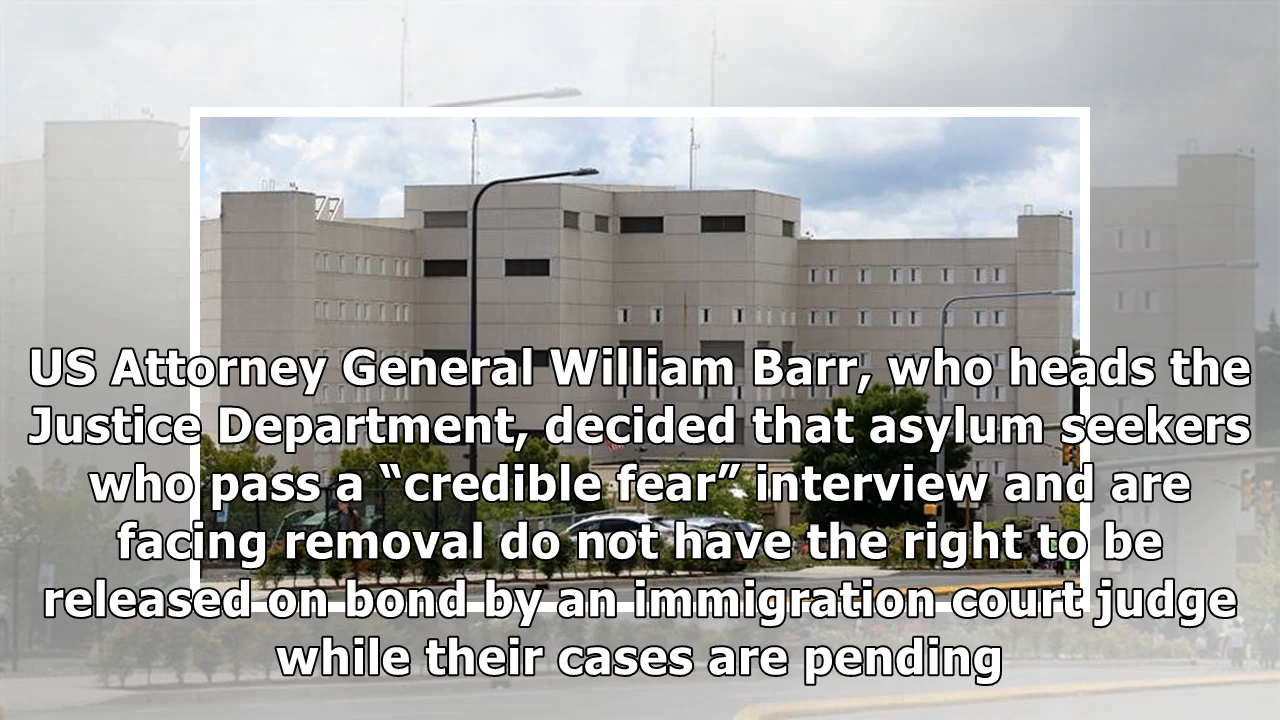 US Attorney General William Barr, who heads the
Justice Department, decided that asylum seekers
who pass a “credible fear” interview and are
facing removal do not have the right to be
released on bond by an immigration court judge
while their cases are pending